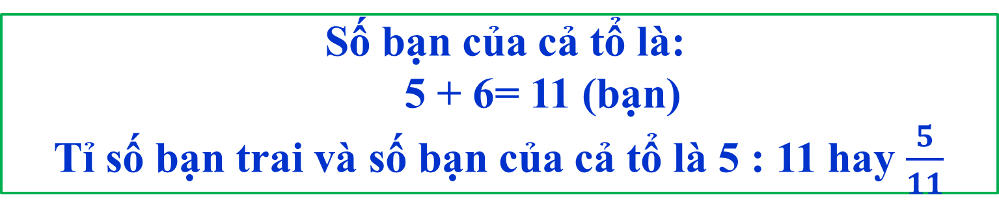 Số bạn của cả tổ là:
5 + 6= 11 (bạn)
Tỉ số bạn trai và số bạn của cả tổ là 5 : 11 hay 5/11